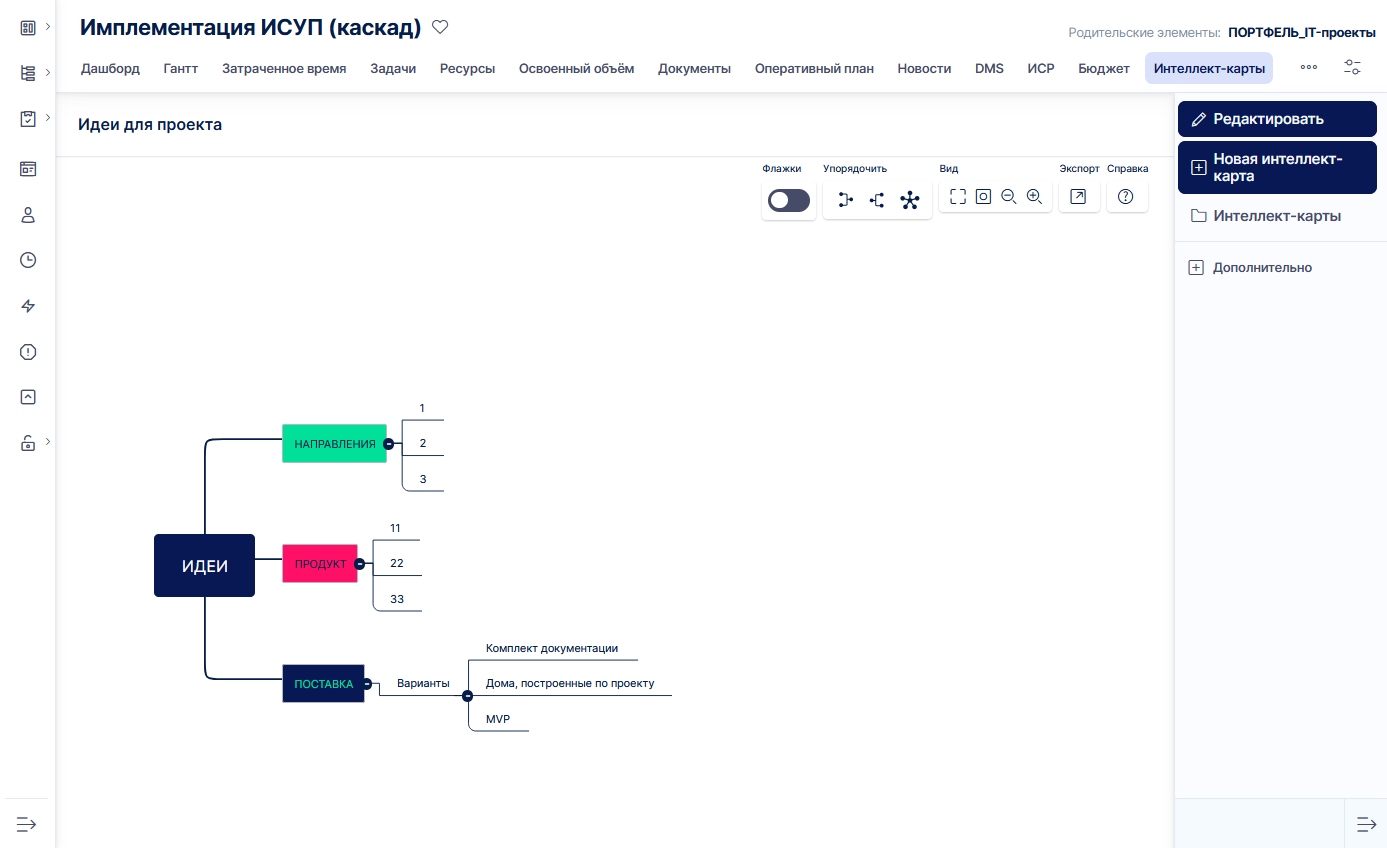 Имплементация ИСУП (каскад)
Родительские элементы: ПОРТФЕЛЬ_IT-проекты
Дашборд Гантт Затраченное время Задачи Ресурсы Освоенный объём Документы Оперативный план Новости DMS ИСР Бюджет Интеллект-карты
Идеи для проекта
Редактировать
Новая интеллект-
карта
Интеллект-карты
Дополнительно
Флажки Упорядочить Вид Экспорт Справка
ИДЕИ
НАПРАВЛЕНИЯ
1
2
3
ПРОДУКТ
11
22
33
ПОСТАВКА
Варианты
Комплект документации
Дома, построенные по проекту
MVP